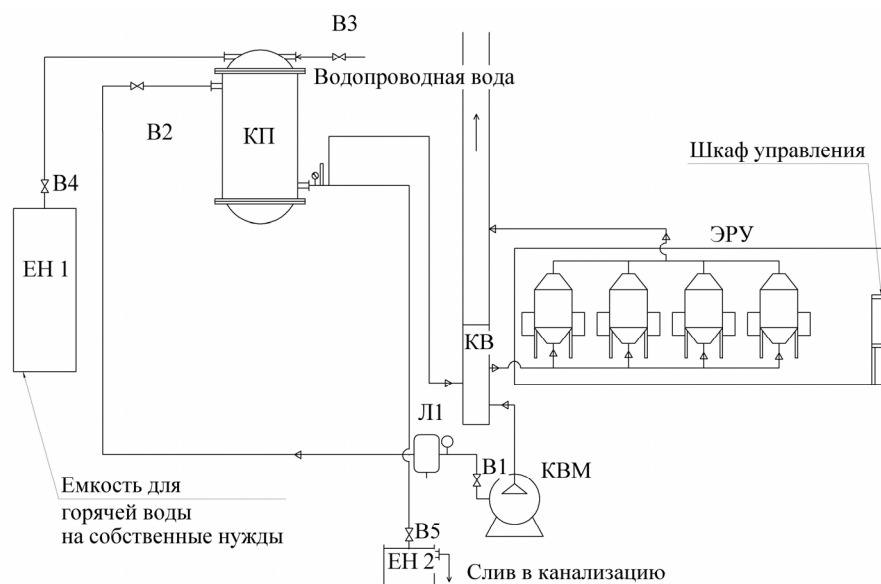 В3
Водопроводная вода
В2
КП
Шкаф управления
В4
ЕН 1
ЭРУ
КВ
Л1
В1
КВМ
Емкость для
горячей воды
на собственные нужды
В5
ЕН 2
Слив в канализацию